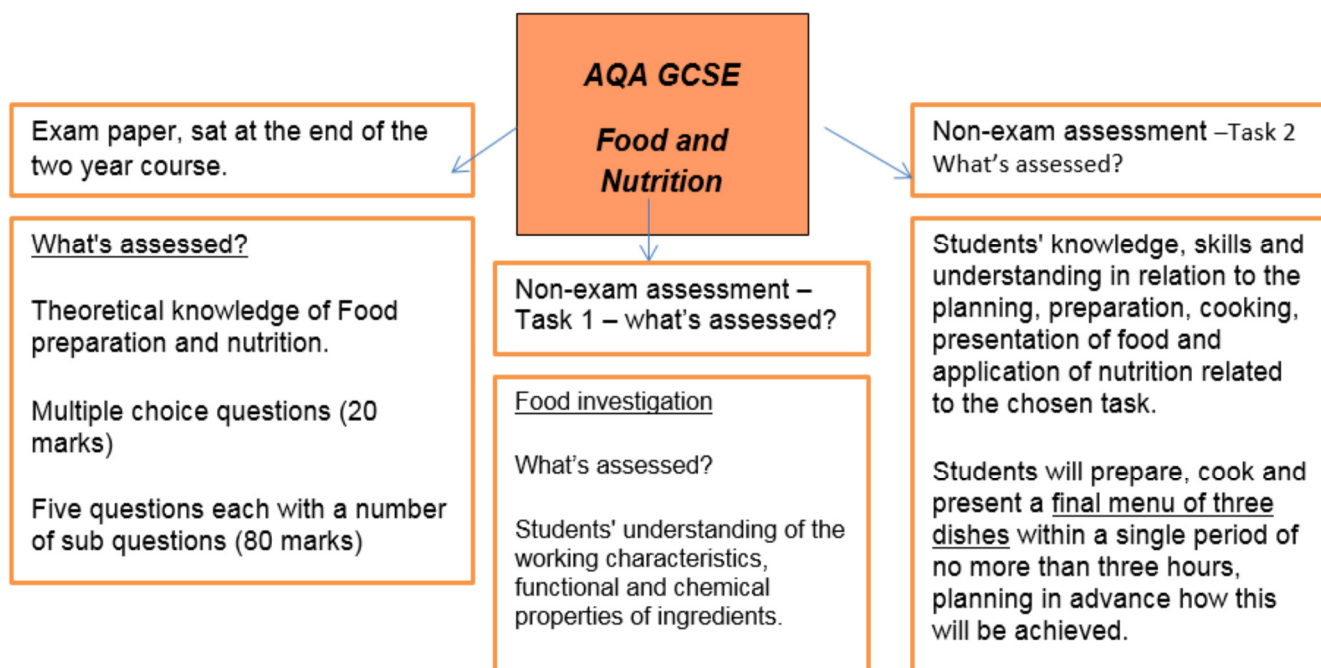 AQA GCSE
Food and
Nutrition
Exam paper, sat at the end of the
two year course.
What's assessed?
Theoretical knowledge of Food
preparation and nutrition.
Multiple choice questions (20
marks)
Five questions each with a number
of sub questions (80 marks)
Non-exam assessment –
Task 1 – what’s assessed?
Food investigation
What’s assessed?
Students' understanding of the
working characteristics,
functional and chemical
properties of ingredients.
Non-exam assessment –Task 2
What’s assessed?
Students' knowledge, skills and
understanding in relation to the
planning, preparation, cooking,
presentation of food and
application of nutrition related
to the chosen task.
Students will prepare, cook and
present a final menu of three
dishes within a single period of
no more than three hours,
planning in advance how this
will be achieved.